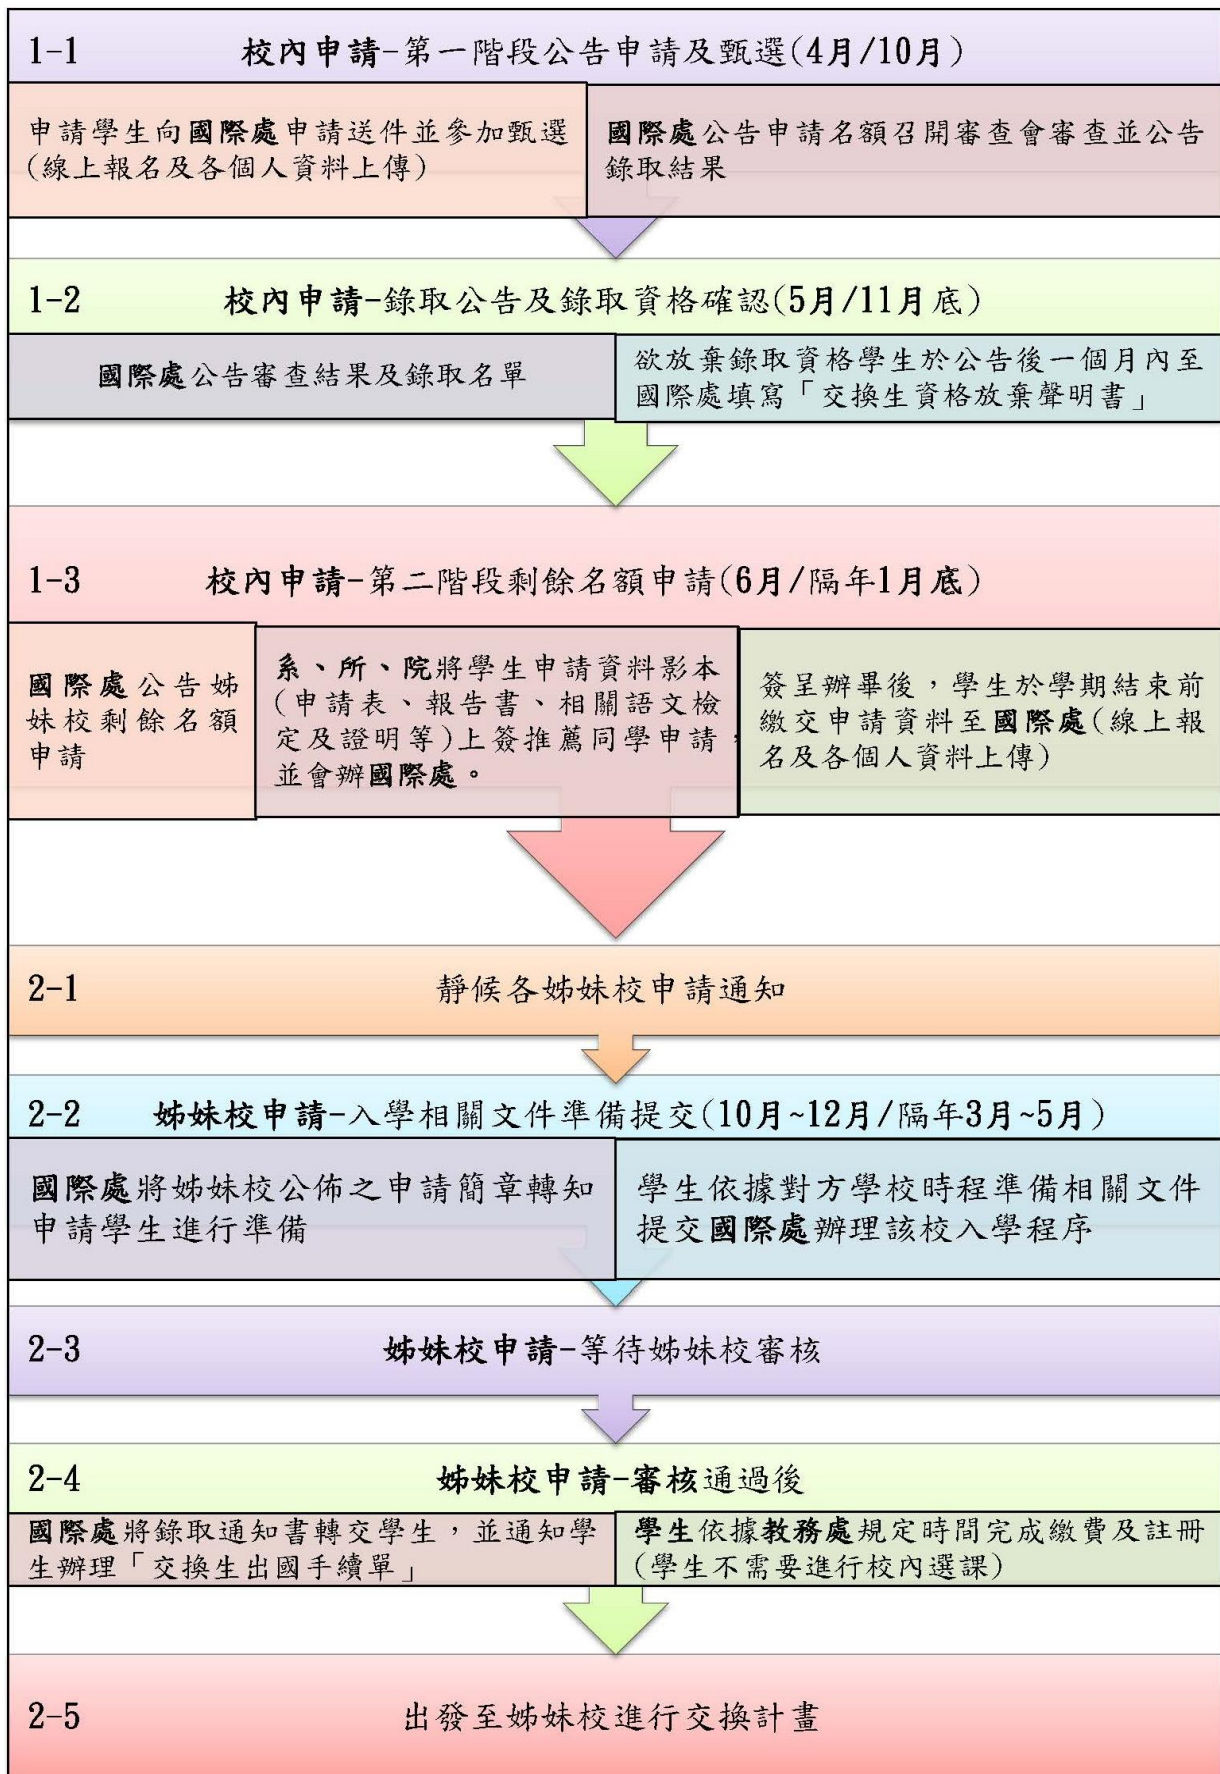 1-1 校內申請-第一階段公告申請及甄選(4月/10月)
申請學生向國際處申請送件並參加甄選
(線上報名及各個人資料上傳)
國際處公告申請名額召開審查會審查並公告
錄取結果
1-2 校內申請-錄取公告及錄取資格確認(5月/11月底)
國際處公告審查結果及錄取名單
欲放棄錄取資格學生於公告後一個月內至
國際處填寫「交換生資格放棄聲明書」
1-3 校內申請-第二階段剩餘名額申請(6月/隔年1月底)
國際處公告姊
妹校剩餘名額
申請
系、所、院將學生申請資料影本
(申請表、報告書、相關語文檢
定及證明等)上簽推薦同學申請,
並會辦國際處。
簽呈辦畢後,學生於學期結束前
繳交申請資料至國際處(線上報
名及各個人資料上傳)
2-1 靜候各姊妹校申請通知
2-2 姊妹校申請-入學相關文件準備提交(10月~12月/隔年3月~5月)
國際處將姊妹校公佈之申請簡章轉知
申請學生進行準備
學生依據對方學校時程準備相關文件
提交國際處辦理該校入學程序
2-3 姊妹校申請-等待姊妹校審核
2-4 姊妹校申請-審核通過後
國際處將錄取通知書轉交學生,並通知學
生辦理「交換生出國手續單」
學生依據教務處規定時間完成繳費及註冊
(學生不需要進行校內選課)
2-5 出發至姊妹校進行交換計畫